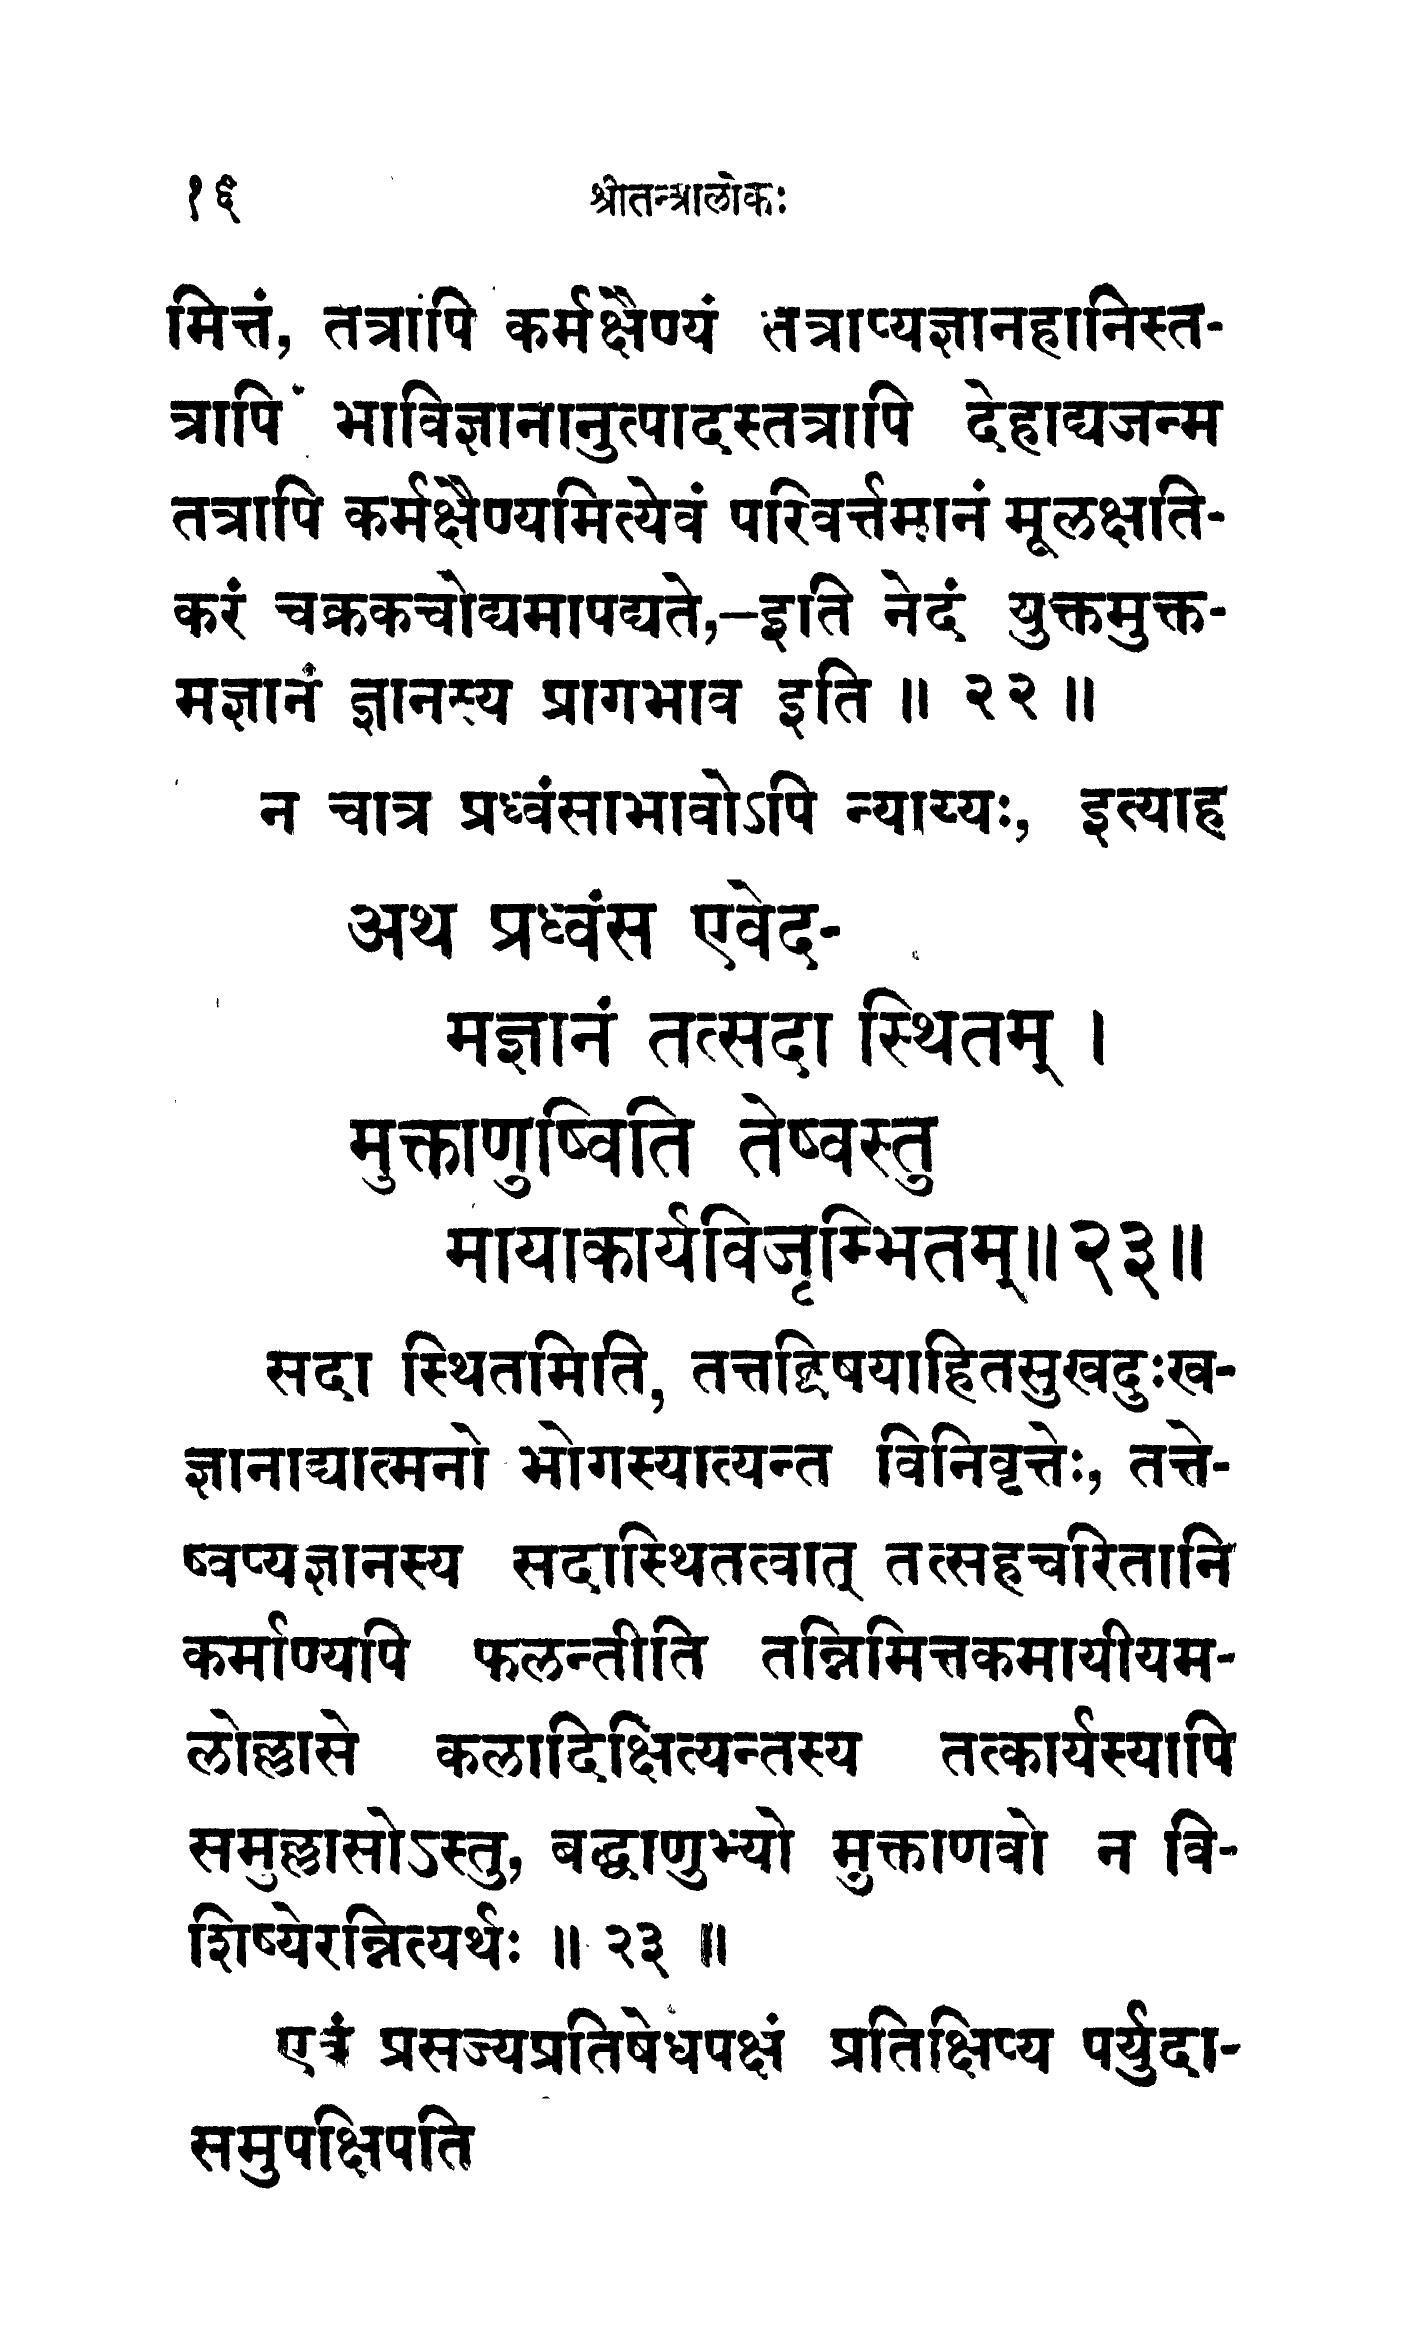 १६ श्रीतन्त्रालोकः
मित्तं, तत्रापि कर्मक्षैण्यं तत्राप्यज्ञानहानिस्त-
त्रापि भाविज्ञानानुत्पादस्तत्रापि देहाद्यजन्म
तत्रापि कर्मक्षैण्यमित्येवं परिवर्त्तमानं मूलक्षति-
करं चक्रकचोद्यमापद्यते,–इति नेदं युक्तमुक्त-
मज्ञानं ज्ञानस्य प्रागभाव इति ॥ २२ ॥
न चात्र प्रध्वंसाभावोऽपि न्याय्यः, इत्याह
अथ प्रध्वंस एवेद-
मज्ञानं तत्सदा स्थितम् ।
मुक्ताणुष्विति तेष्वस्तु
मायाकार्यविजृम्भितम्॥२३॥
सदा स्थितमिति, तत्तद्विषयाहितसुखदुःख-
ज्ञानाद्यात्मनो भोगस्यात्यन्त विनिवृत्तेः, तत्ते-
ष्वप्यज्ञानस्य सदास्थितत्वात् तत्सहचरितानि
कर्माण्यपि फलन्तीति तन्निमित्तकमायीयम-
लोल्लासे कलादिक्षित्यन्तस्य तत्कार्यस्यापि
समुल्लासोऽस्तु, बद्धाणुभ्यो मुक्ताणवो न वि-
शिष्येरन्नित्यर्थः ॥ २३ ॥
एवं प्रसज्यप्रतिषेधपक्षं प्रतिक्षिप्य पर्युदा-
समुपक्षिपति